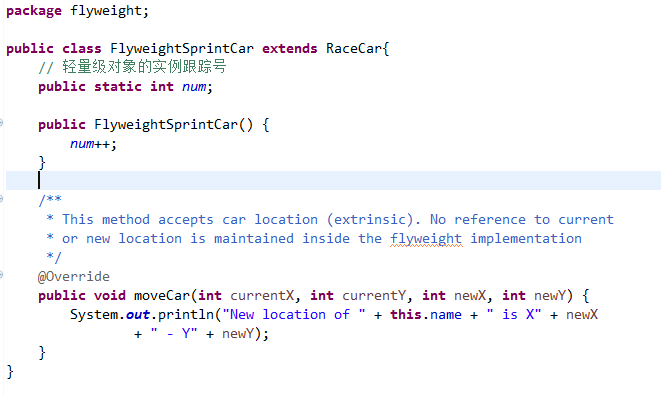 package flyweight;
public class FlyweightSprintCar extends RaceCar{
// 轻量级对象的实例跟踪号
public static int num;
public FlyweightSprintCar() {
num++;
}
/**
* This method accepts car location (extrinsic). No reference to current
* or new location is maintained inside the flyweight implementation
*/
@Override
public void moveCar(int currentX, int currentY, int newX, int newY) {
System.out.println("New location of " + this.name + " is X" + newX
+ " - Y" + newY);
}
}